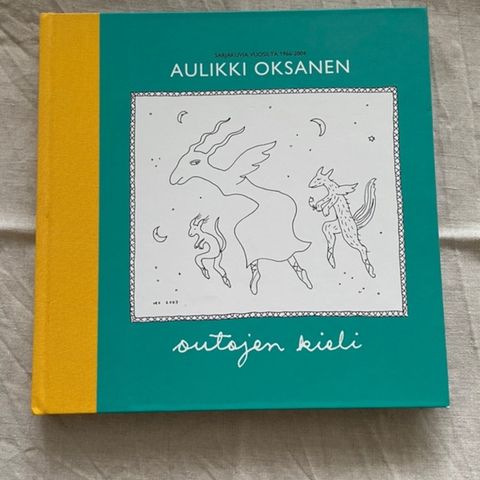 SARJAKUVIA VUOSILTA 1966-2004
AULIKKI OKSANEN
outojen kieli